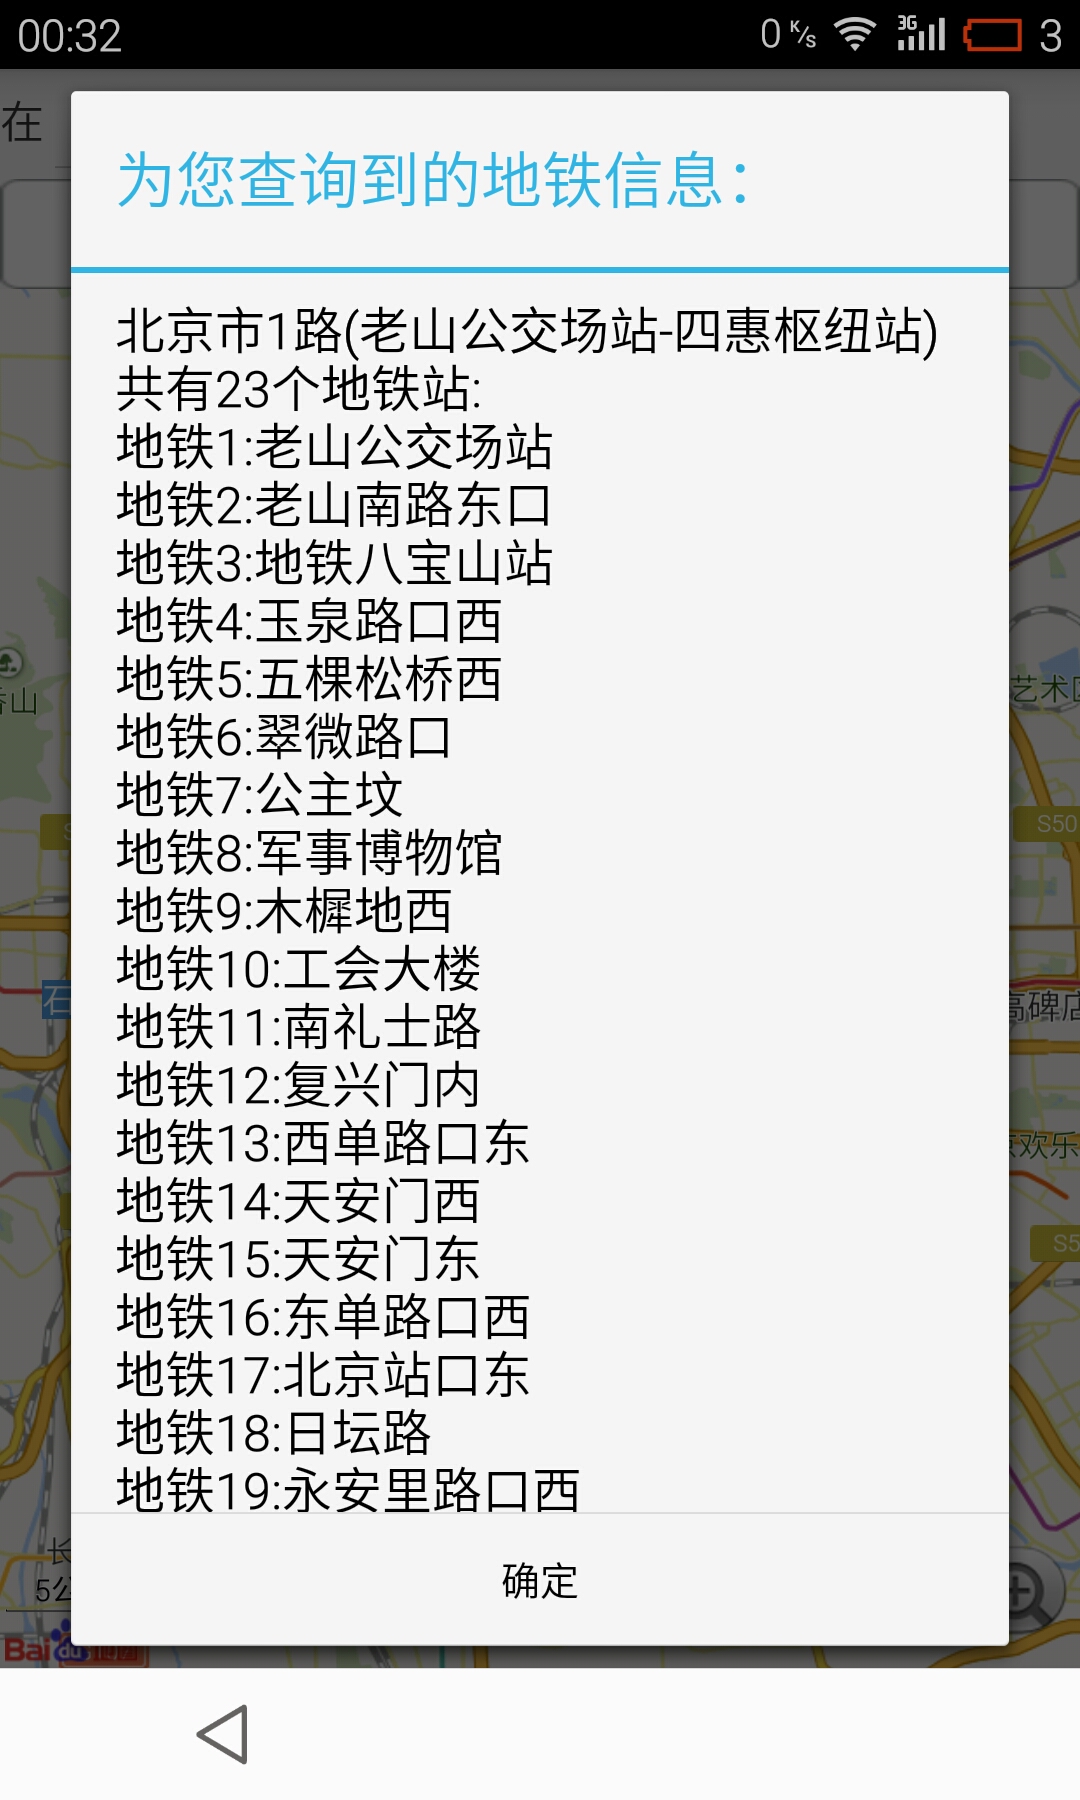 00:32
0 K/s
3G
3
在
为您查询到的地铁信息：
北京市1路(老山公交场站-四惠枢纽站)
共有23个地铁站:
地铁1:老山公交场站
地铁2:老山南路东口
地铁3:地铁八宝山站
地铁4:玉泉路口西
地铁5:五棵松桥西
地铁6:翠微路口
地铁7:公主坟
地铁8:军事博物馆
地铁9:木樨地西
地铁10:工会大楼
地铁11:南礼士路
地铁12:复兴门内
地铁13:西单路口东
地铁14:天安门西
地铁15:天安门东
地铁16:东单路口西
地铁17:北京站口东
地铁18:日坛路
地铁19:永安里路口西
确定
香山
艺术区
S50
石
高碑店
欢乐
S5
长
5公
Bai du 地图